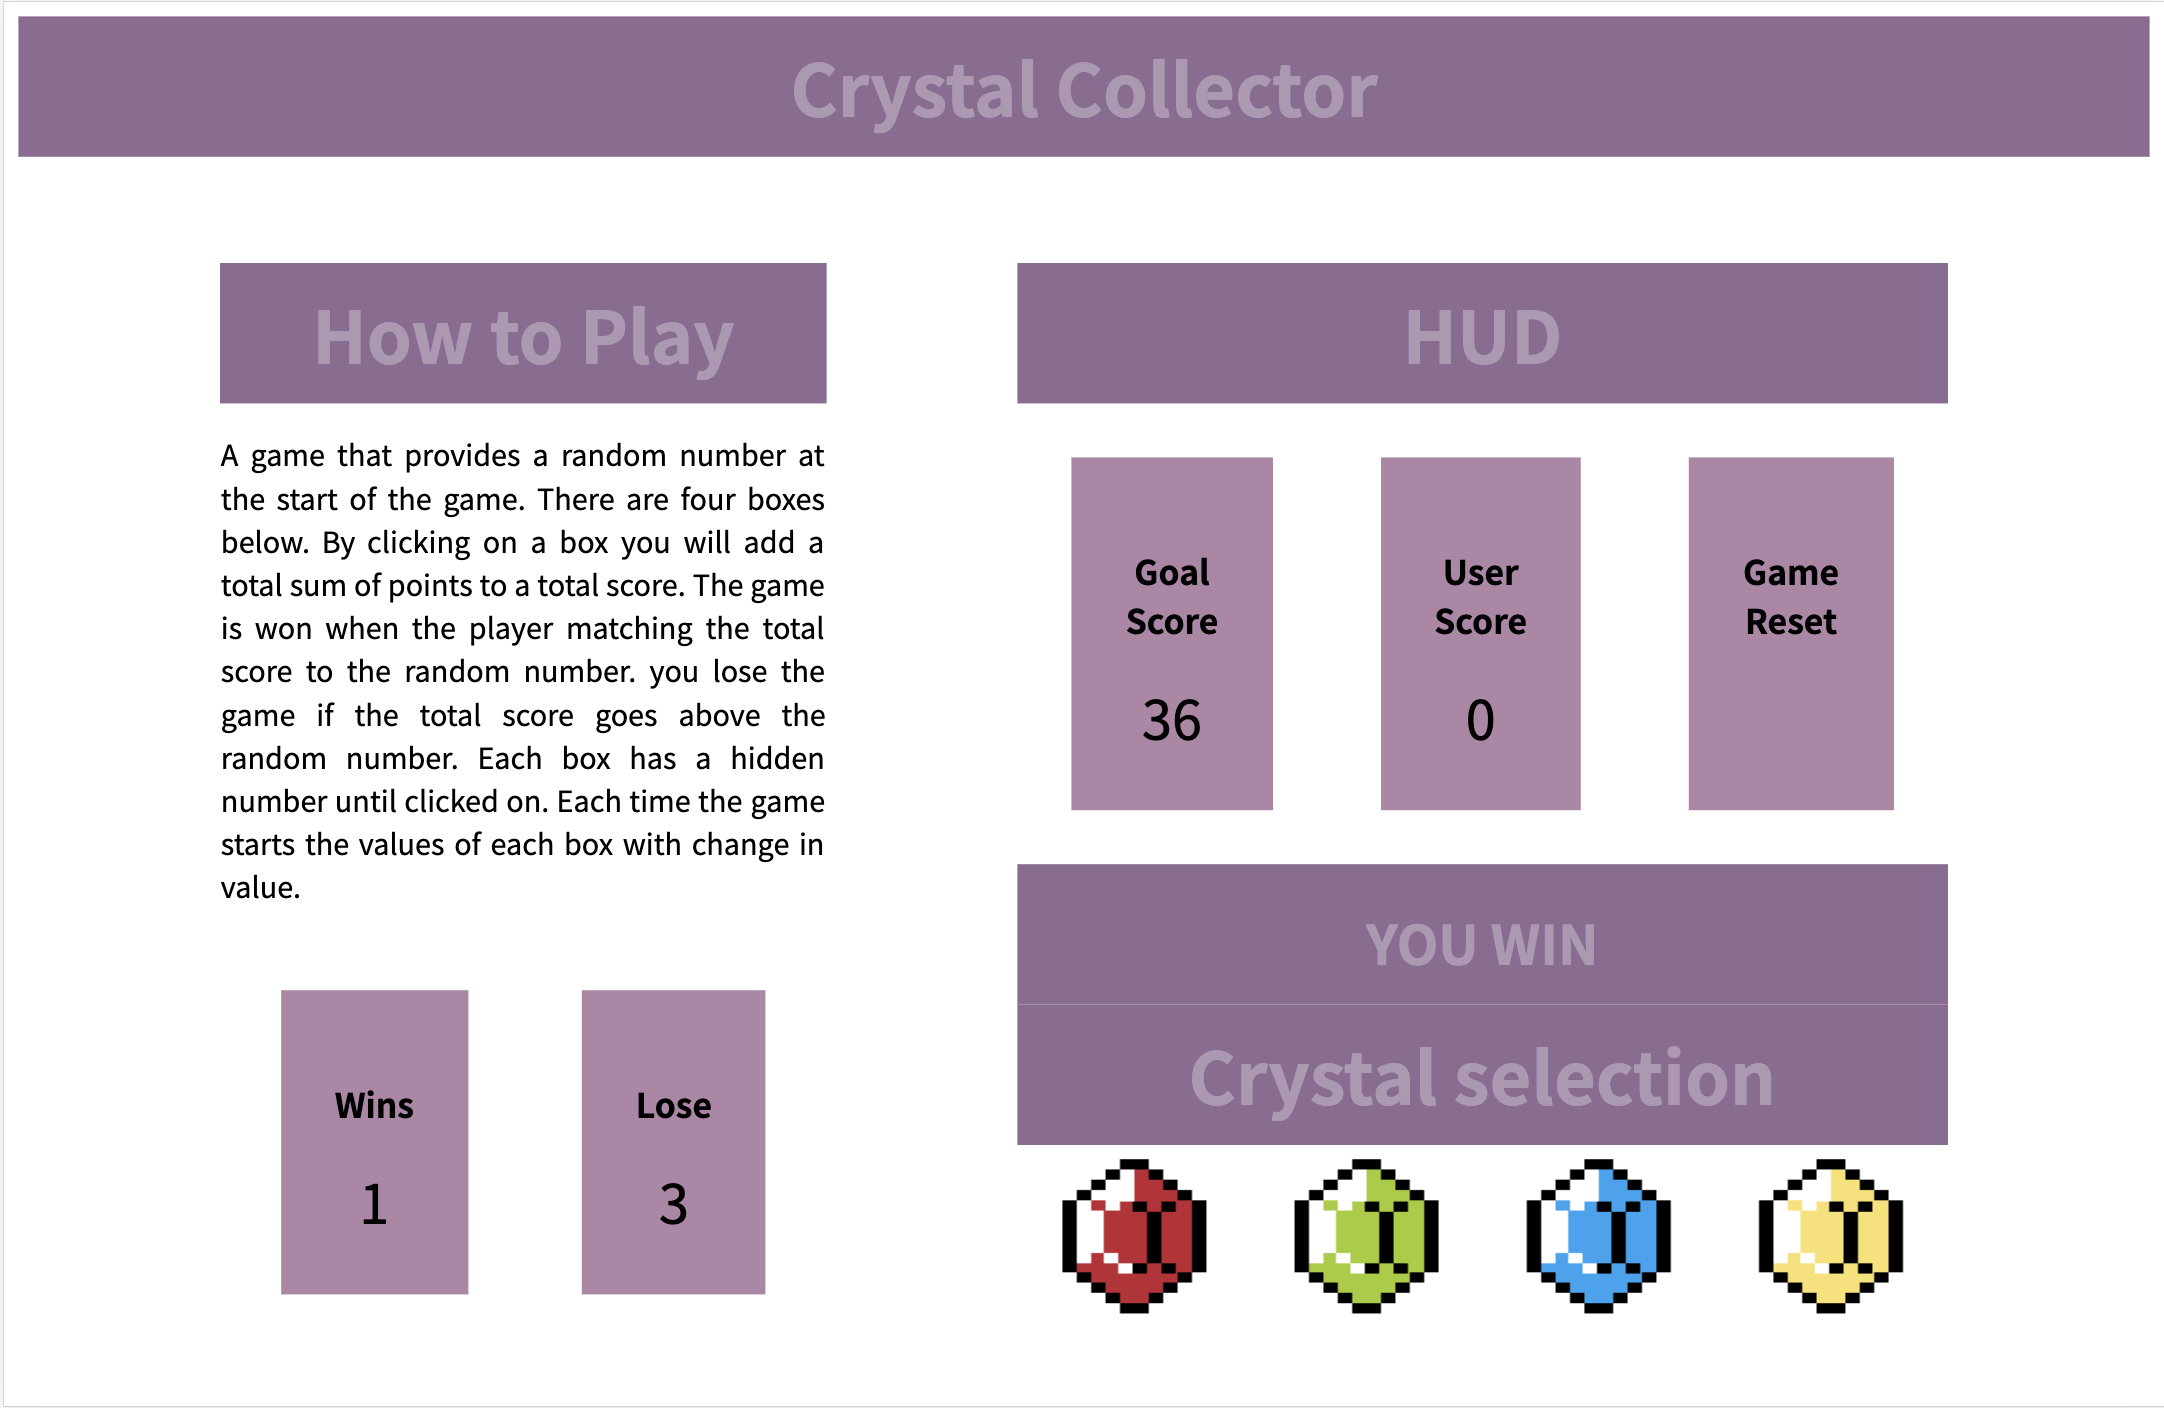 Crystal Collector
How to Play
A game that provides a random number at
the start of the game. There are four boxes
below. By clicking on a box you will add a
total sum of points to a total score. The game
is won when the player matching the total
score to the random number. you lose the
game if the total score goes above the
random number. Each box has a hidden
number until clicked on. Each time the game
starts the values of each box with change in
value.
Wins
1
Lose
3
HUD
Goal
Score
36
User
Score
0
Game
Reset
YOU WIN
Crystal selection